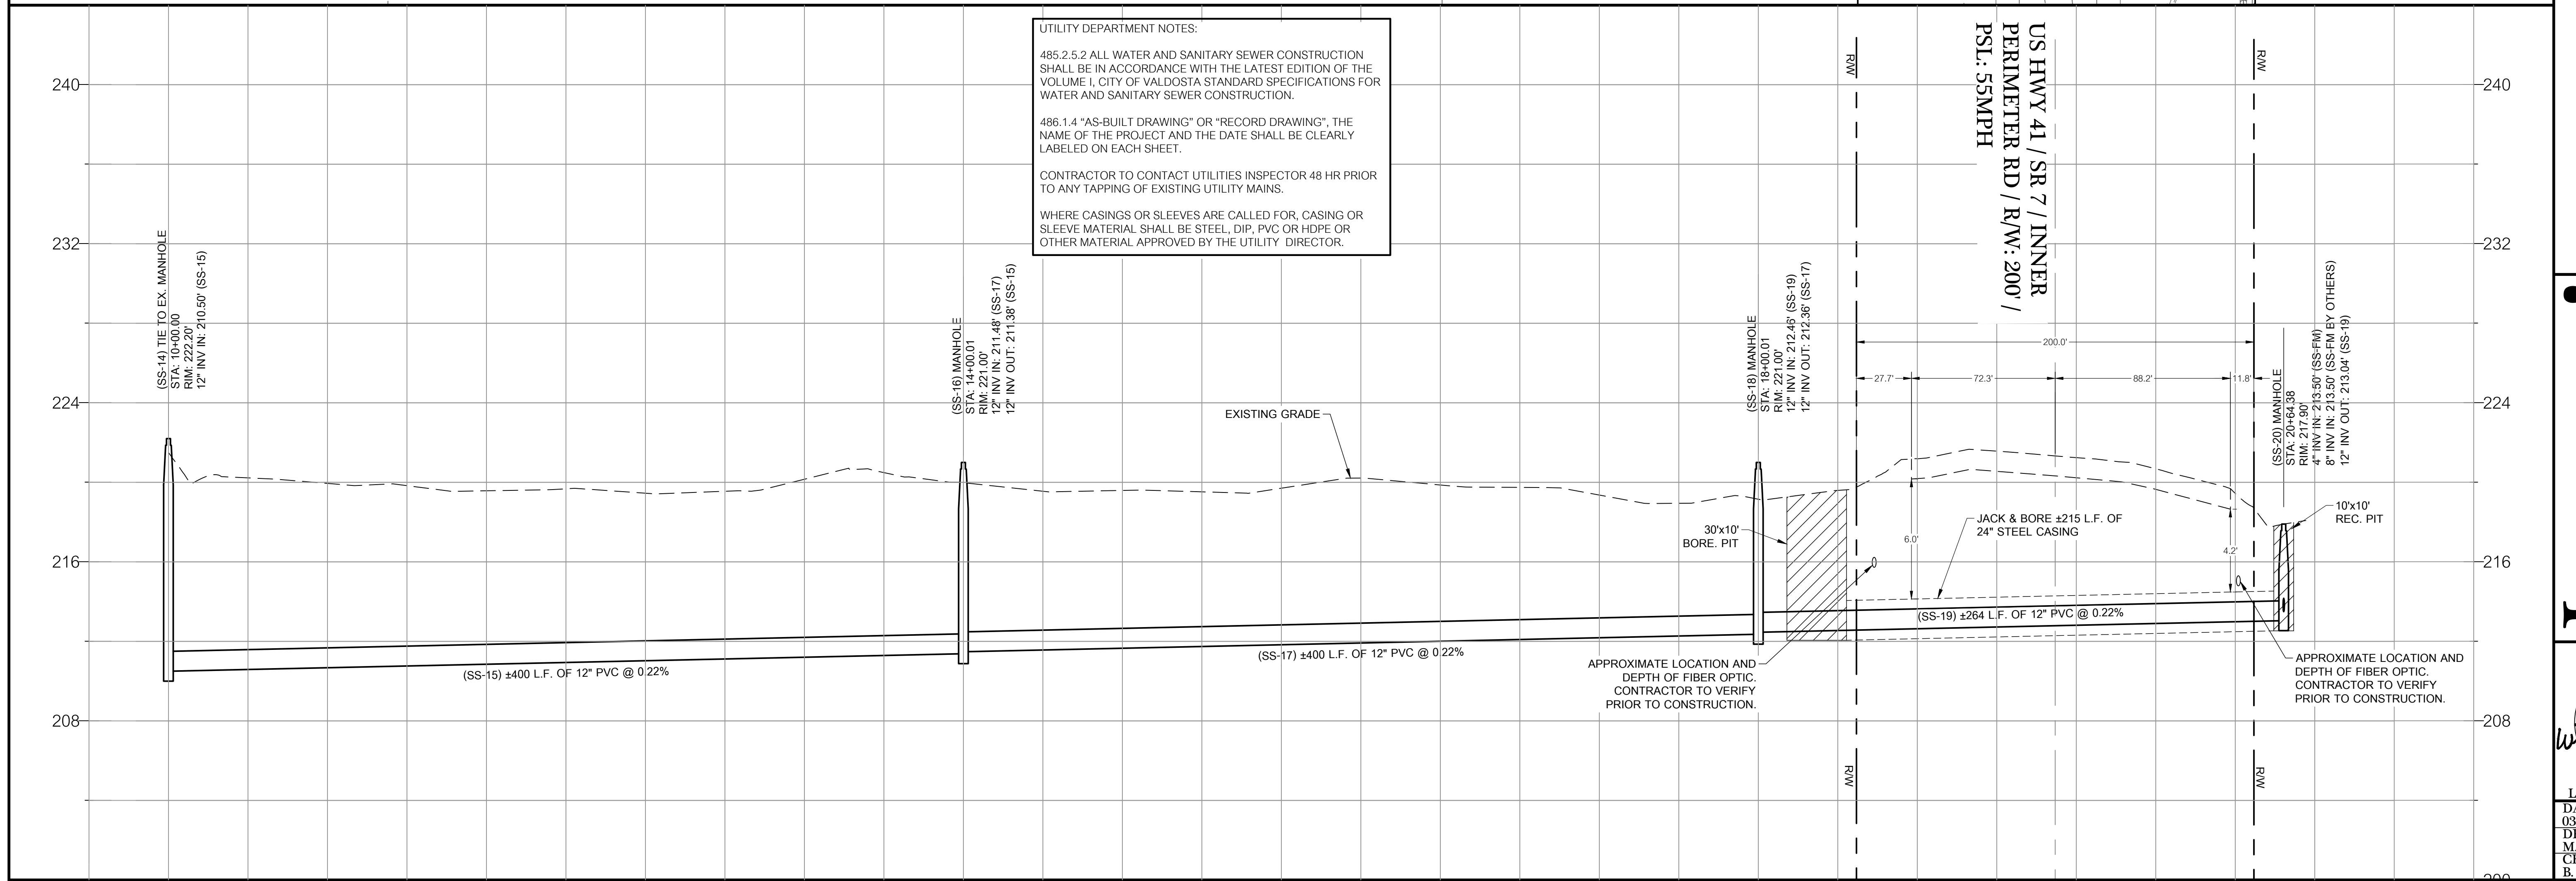 UTILITY DEPARTMENT NOTES:
485.2.5.2 ALL WATER AND SANITARY SEWER CONSTRUCTION
SHALL BE IN ACCORDANCE WITH THE LATEST EDITION OF THE
VOLUME I, CITY OF VALDOSTA STANDARD SPECIFICATIONS FOR
WATER AND SANITARY SEWER CONSTRUCTION.
486.1.4 “AS-BUILT DRAWING” OR “RECORD DRAWING”, THE
NAME OF THE PROJECT AND THE DATE SHALL BE CLEARLY
LABELED ON EACH SHEET.
CONTRACTOR TO CONTACT UTILITIES INSPECTOR 48 HR PRIOR
TO ANY TAPPING OF EXISTING UTILITY MAINS.
WHERE CASINGS OR SLEEVES ARE CALLED FOR, CASING OR
SLEEVE MATERIAL SHALL BE STEEL, DIP, PVC OR HDPE OR
OTHER MATERIAL APPROVED BY THE UTILITY DIRECTOR.
240
232
224
216
208
(SS-14) TIE TO EX. MANHOLE
STA: 10+00.00
RIM: 222.20'
12" INV IN: 210.50' (SS-15)
(SS-16) MANHOLE
STA: 14+00.01
RIM: 221.00'
12" INV IN: 211.48' (SS-17)
12" INV OUT: 211.38' (SS-15)
EXISTING GRADE
(SS-18) MANHOLE
STA: 18+00.01
RIM: 221.00'
12" INV IN: 212.46' (SS-19)
12" INV OUT: 212.36' (SS-17)
R/W
US HWY 41 / SR 7 / INNER
PERIMETER RD / R/W: 200' /
PSL: 55MPH
R/W
200.0'
27.7'
72.3'
88.2'
11.8'
(SS-20) MANHOLE
STA: 20+64.38
RIM: 217.90'
4" INV IN: 213.50' (SS-FM)
8" INV IN: 213.50' (SS-FM BY OTHERS)
12" INV OUT: 213.04' (SS-19)
30'x10'
BORE. PIT
6.0'
JACK & BORE ±215 L.F. OF
24" STEEL CASING
4.2'
10'x10'
REC. PIT
(SS-15) ±400 L.F. OF 12" PVC @ 0.22%
(SS-17) ±400 L.F. OF 12" PVC @ 0.22%
(SS-19) ±264 L.F. OF 12" PVC @ 0.22%
APPROXIMATE LOCATION AND
DEPTH OF FIBER OPTIC.
CONTRACTOR TO VERIFY
PRIOR TO CONSTRUCTION.
APPROXIMATE LOCATION AND
DEPTH OF FIBER OPTIC.
CONTRACTOR TO VERIFY
PRIOR TO CONSTRUCTION.
R/W
R/W
240
232
224
216
208